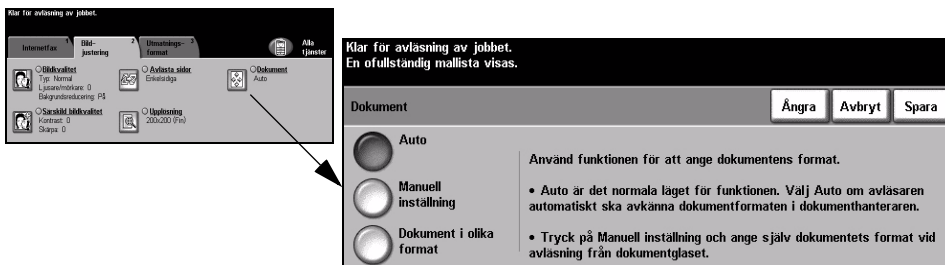 Klar för avläsning av jobbet.
Internetfax 1
Bild-
justering 2
Utmatnings-
format 3
Alla
tjänster
Bildkvalitet
Typ: Normal
Ljusare/mörkare: 0
Bakgrundsreducering: På
Avlästa sidor
Enkelsidiga
Dokument
Auto
Särskild bildkvalitet
Kontrast: 0
Skärpa: 0
Upplösning
200x200 (Fin)
Klar för avläsning av jobbet.
En ofullständig mallista visas.
Dokument
Ångra
Avbryt
Spara
Auto
Manuell
inställning
Dokument i olika
format
Använd funktionen för att ange dokumentens format.
• Auto är det normala läget för funktionen. Välj Auto om avläsaren
automatiskt ska avkänna dokumentformaten i dokumenthanteraren.
• Tryck på Manuell inställning och ange själv dokumentets format vid
avläsning från dokumentglaset.